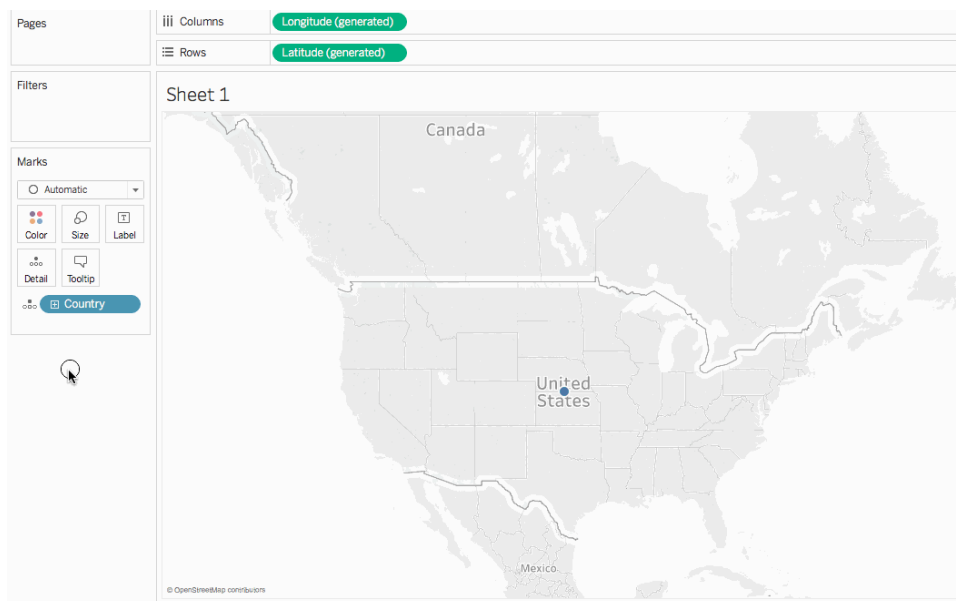 Pages
Columns
Longitude (generated)
Rows
Latitude (generated)
Filters
Sheet 1
Marks
Automatic
Color
Size
T
Label
Detail
Tooltip
Country
Canada
United
States
Mexico
© OpenStreetMap contributors